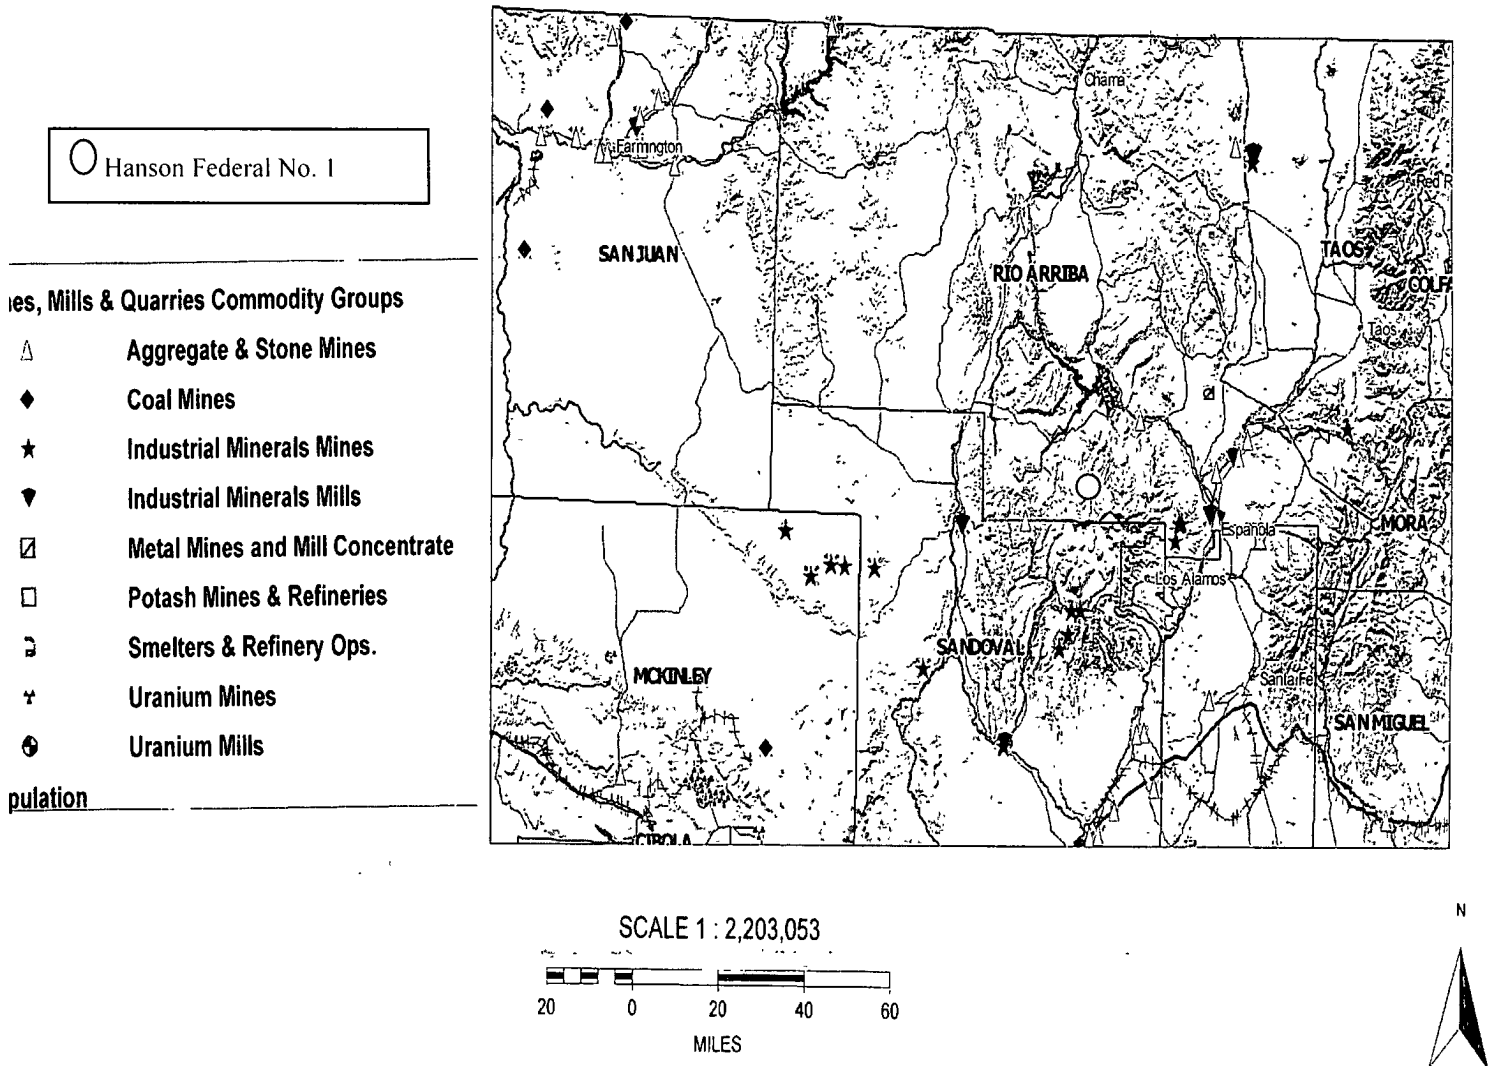 Hanson Federal No. 1
es, Mills & Quarries Commodity Groups
Aggregate & Stone Mines
Coal Mines
Industrial Minerals Mines
Industrial Minerals Mills
Metal Mines and Mill Concentrate
Potash Mines & Refineries
Smelters & Refinery Ops.
Uranium Mines
Uranium Mills
pulation
Chama
Farmington
Red R
SAN JUAN
TAOS
RIO ARRIBA
COLFA
Taos
Espanola
MORA
Los Alamos
SANDOVAL
MCKINLEY
Santa Fe
SAN MIGUEL
CIBOLA
SCALE 1 : 2,203,053
20 0 20 40 60
MILES
N